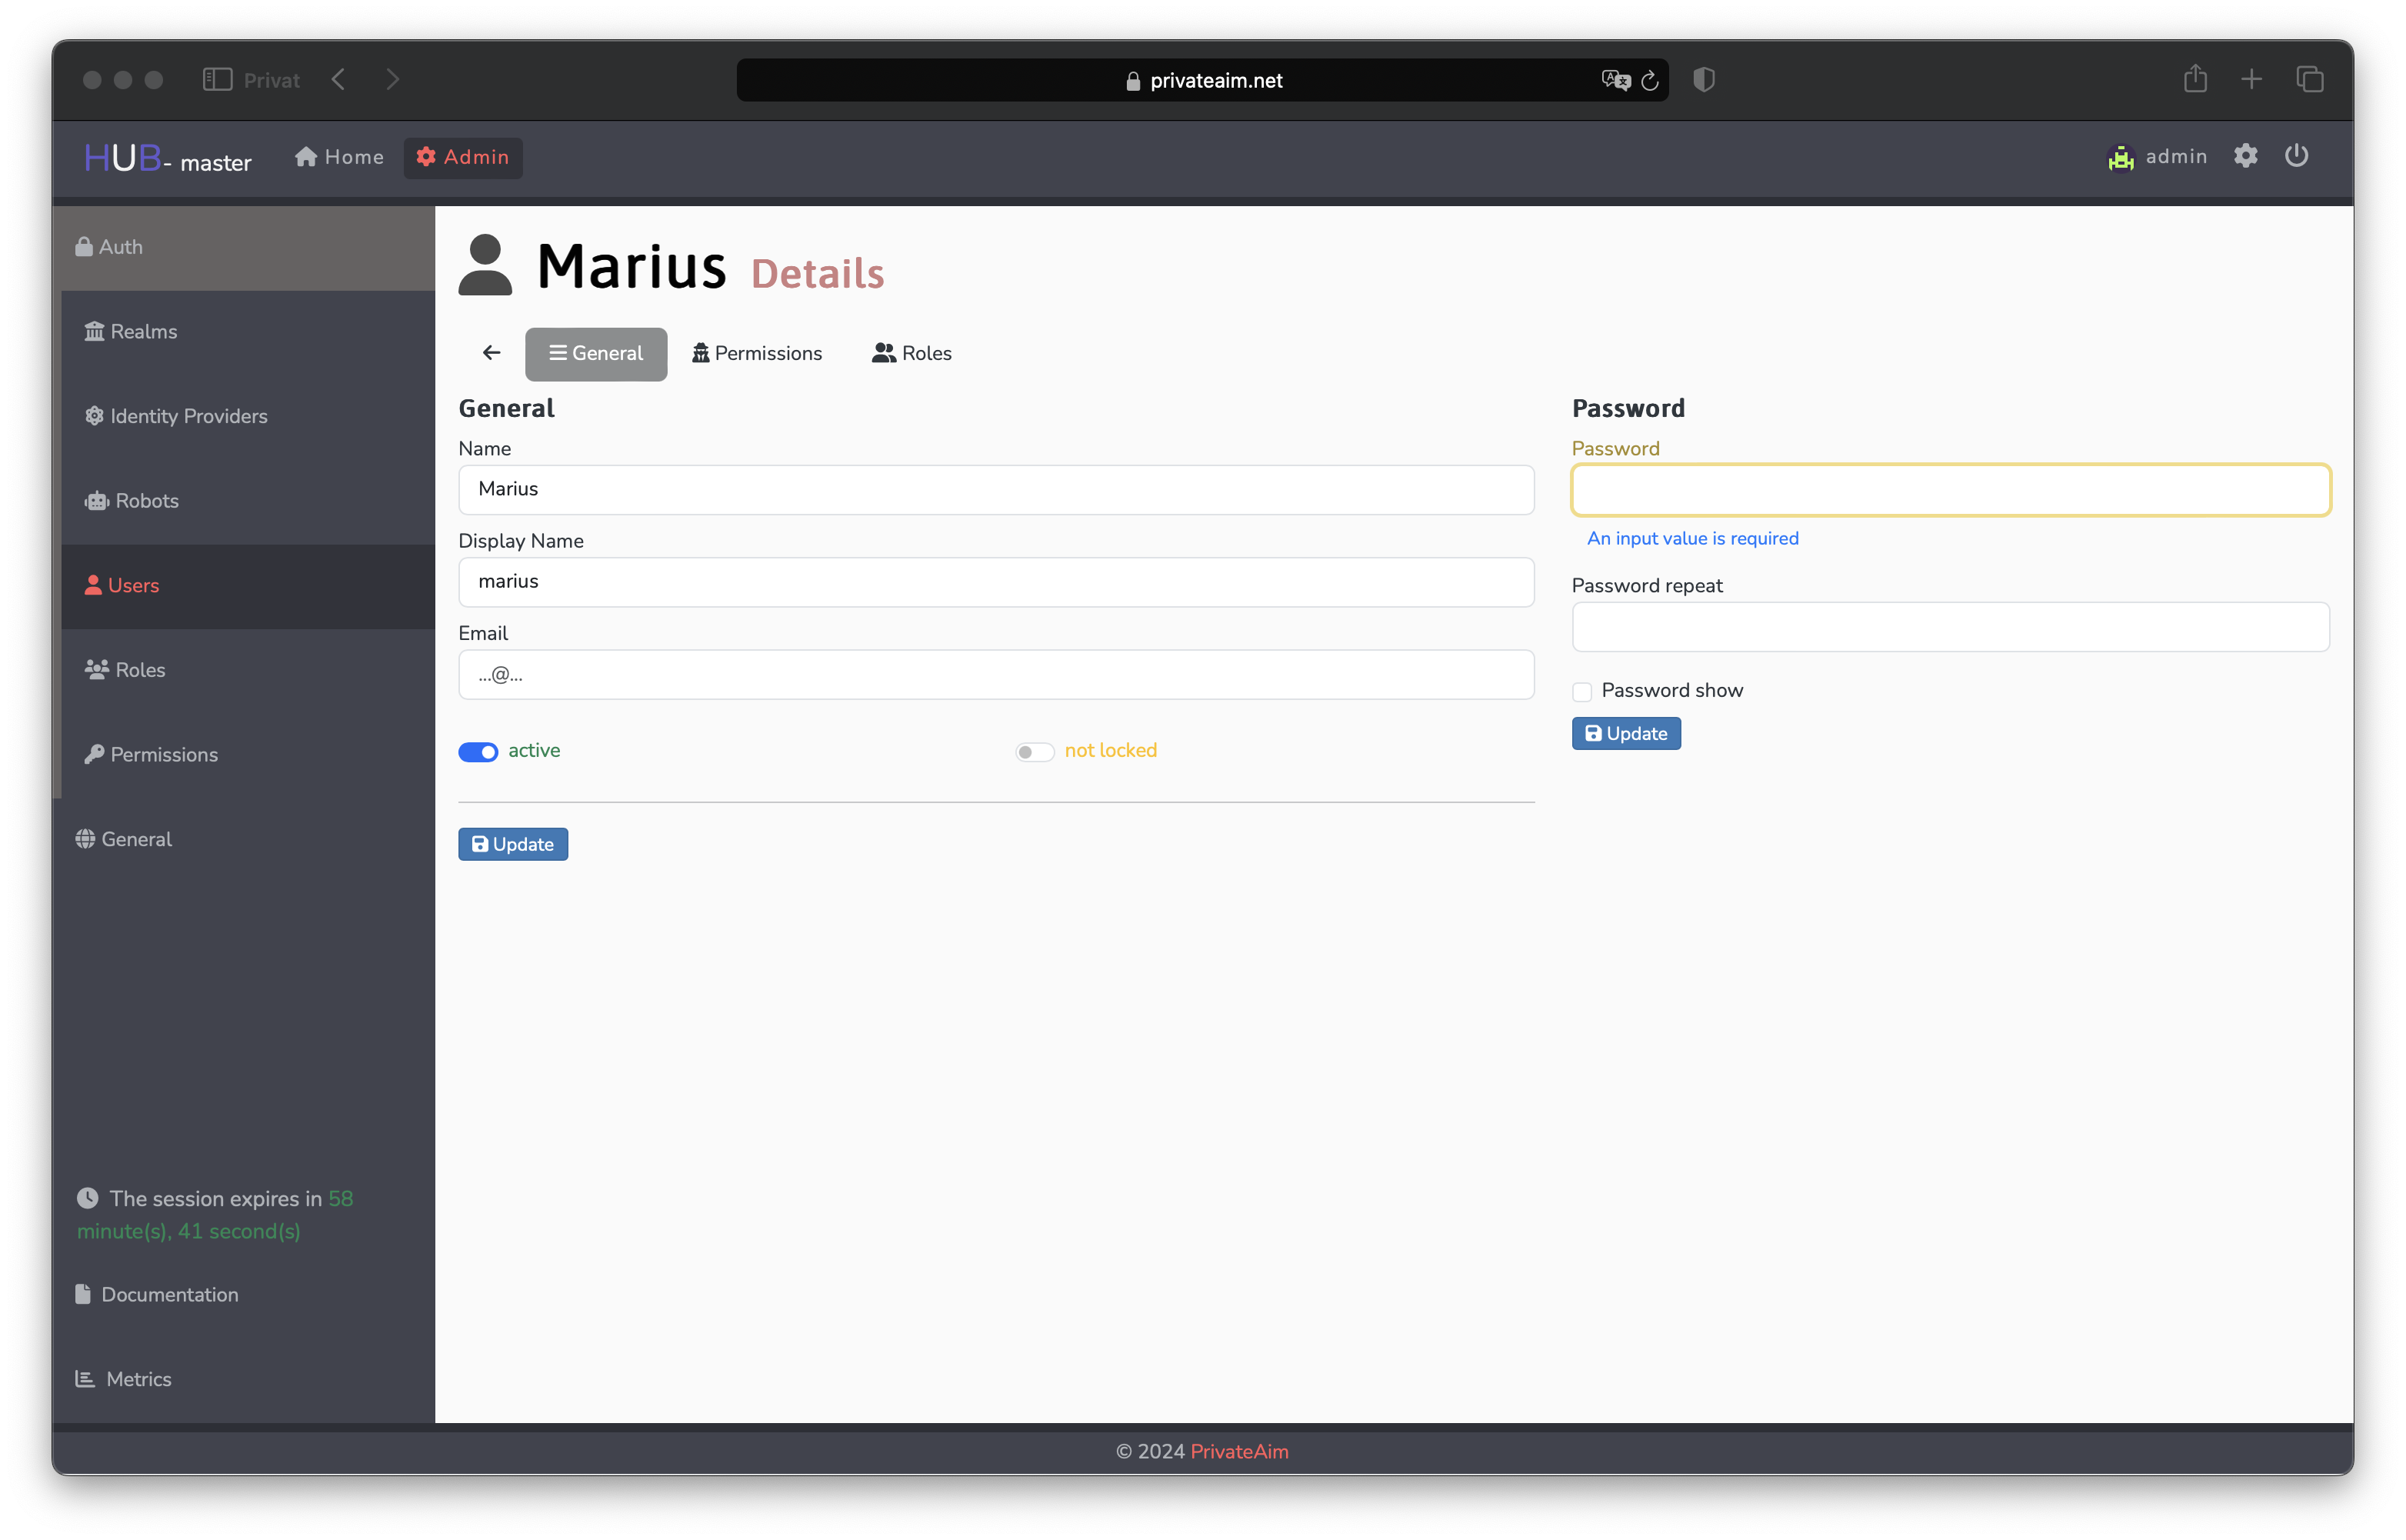 Privat
privateaim.net
HUB- master
Home
Admin
admin
Auth
Realms
Identity Providers
Robots
Users
Roles
Permissions
General
The session expires in 58
minute(s), 41 second(s)
Documentation
Metrics
Marius Details
General
Permissions
Roles
General
Name
Marius
Display Name
marius
Email
...@...
active
not locked
Update
Password
Password
An input value is required
Password repeat
Password show
Update
© 2024 PrivateAim